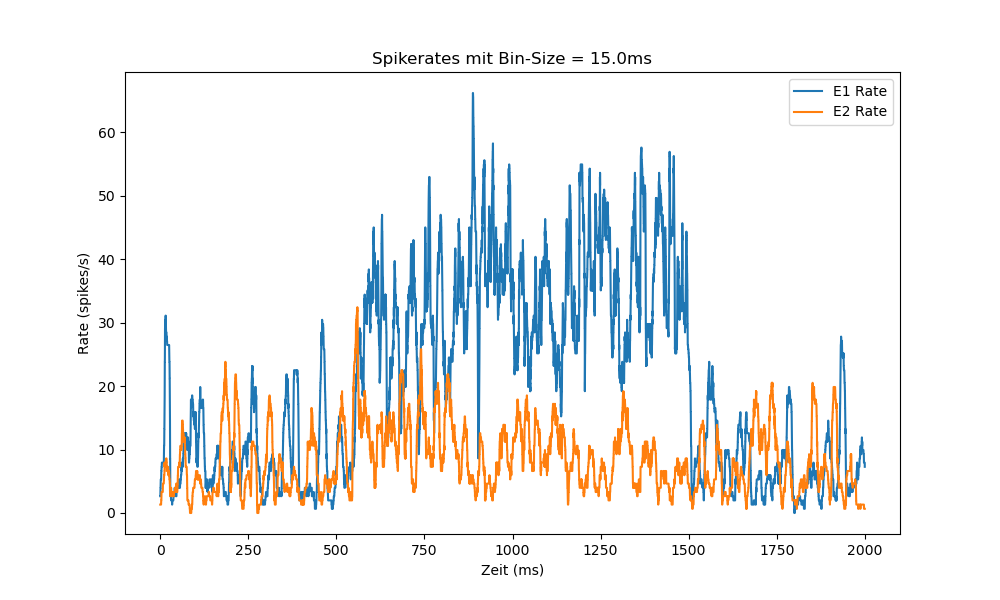 Spikerates mit Bin-Size = 15.0ms
E1 Rate
E2 Rate
Rate (spikes/s)
60
50
40
30
20
10
0
0 250 500 750 1000 1250 1500 1750 2000
Zeit (ms)